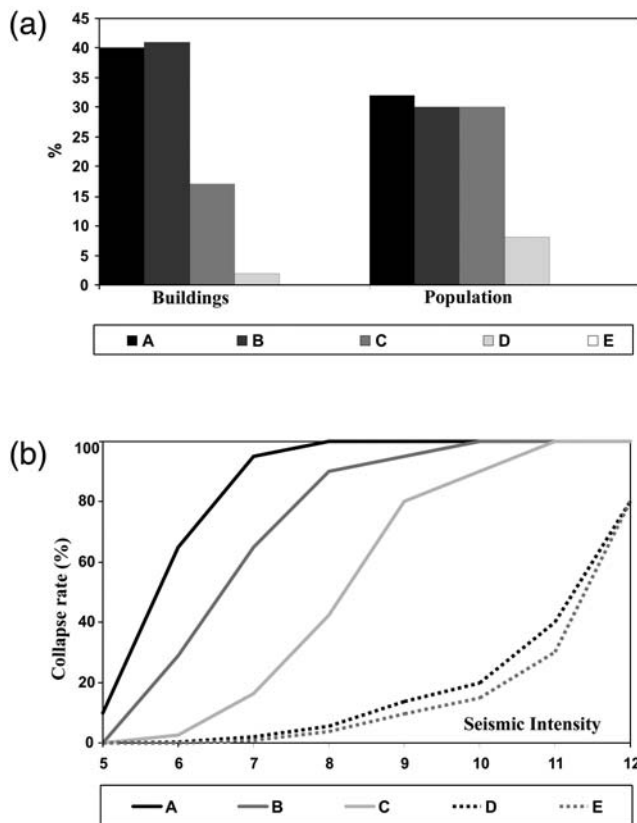 (a)
45
40
35
30
25
20
15
10
5
0
%
Buildings Population
A B C D E
(b)
100
80
60
40
20
0
Collapse rate (%)
Seismic Intensity
5 6 7 8 9 10 11 12
A B C D E